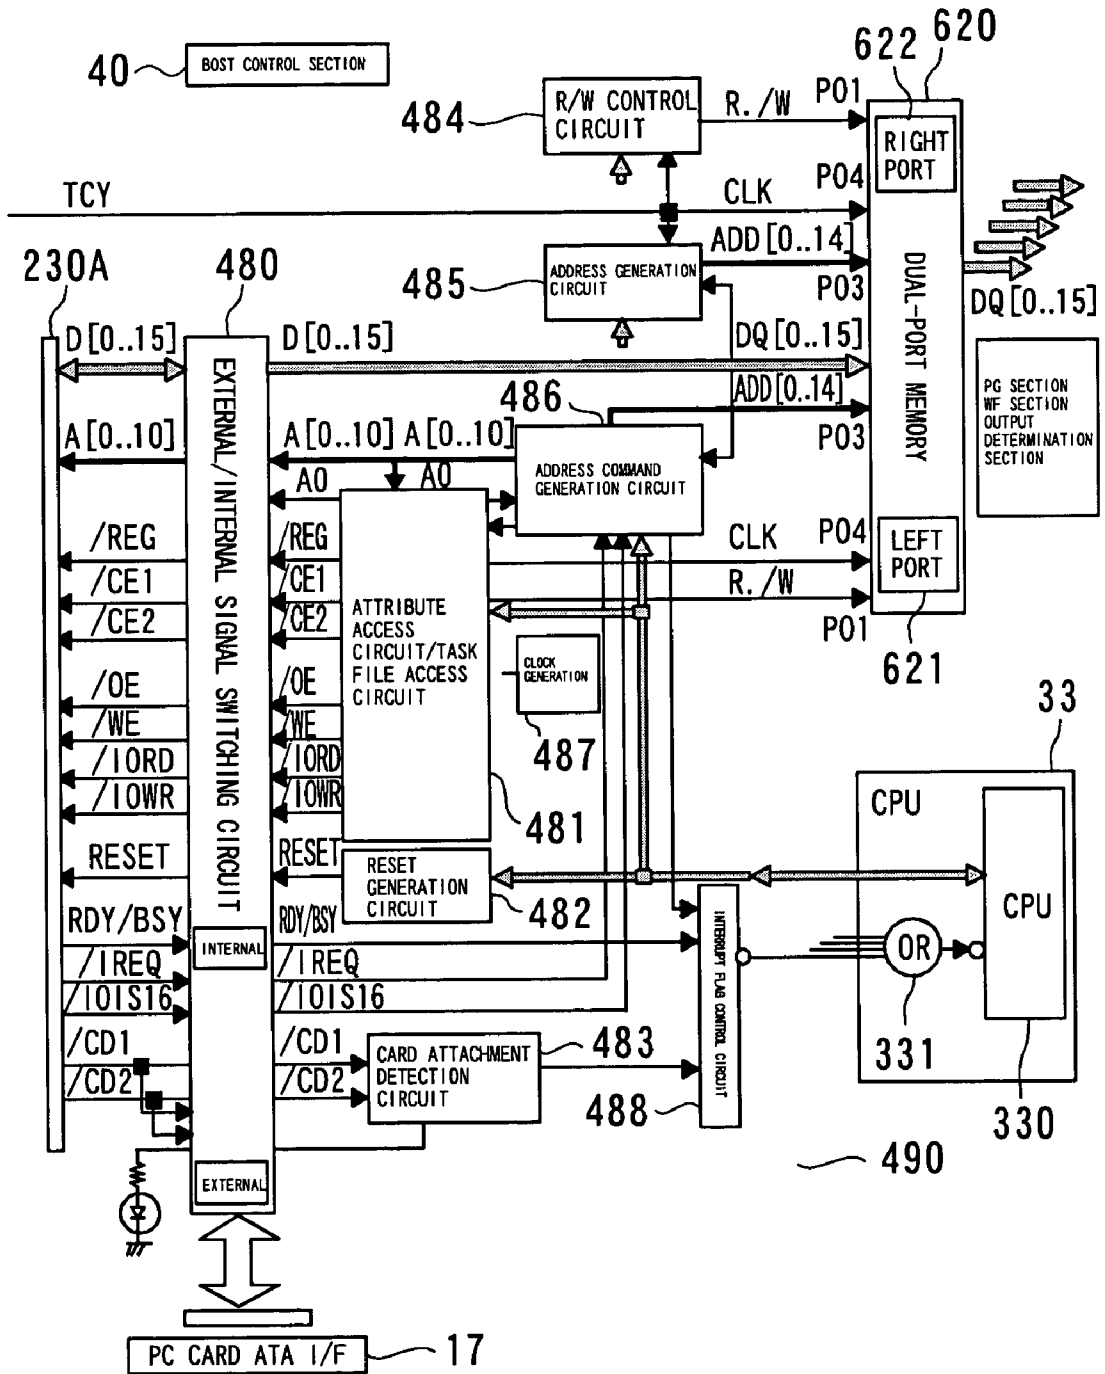 40
BOST CONTROL SECTION
484
R/W CONTROL
CIRCUIT
R./W
P01
622
620
RIGHT
PORT
TCY
CLK
P04
230A
480
485
ADDRESS GENERATION
CIRCUIT
ADD[0..14]
P03
DUAL-PORT MEMORY
DQ[0..15]
D[0..15]
D[0..15]
DQ[0..15]
EXTERNAL/INTERNAL SIGNAL SWITCHING CIRCUIT
486
ADD[0..14]
P03
PG SECTION
WF SECTION
OUTPUT
DETERMINATION
SECTION
A[0..10]
A[0..10]
A[0..10]
ADDRESS COMMAND
GENERATION CIRCUIT
A0
A0
/REG
/REG
CLK
P04
LEFT
PORT
/CE1
/CE1
R./W
P01
/CE2
/CE2
ATTRIBUTE
ACCESS
CIRCUIT/TASK
FILE ACCESS
CIRCUIT
621
/OE
/OE
CLOCK
GENERATION
487
/WE
/WE
/IORD
/IORD
/IOWR
/IOWR
481
33
CPU
CPU
RESET
RESET
RESET
GENERATION
CIRCUIT
482
RDY/BSY
INTERNAL
RDY/BSY
INTERRUPT FLAG CONTROL CIRCUIT
OR
/IREQ
/IREQ
/IOIS16
/IOIS16
/CD1
/CD1
CARD ATTACHMENT
DETECTION
CIRCUIT
483
331
/CD2
/CD2
488
330
490
EXTERNAL
PC CARD ATA I/F
17